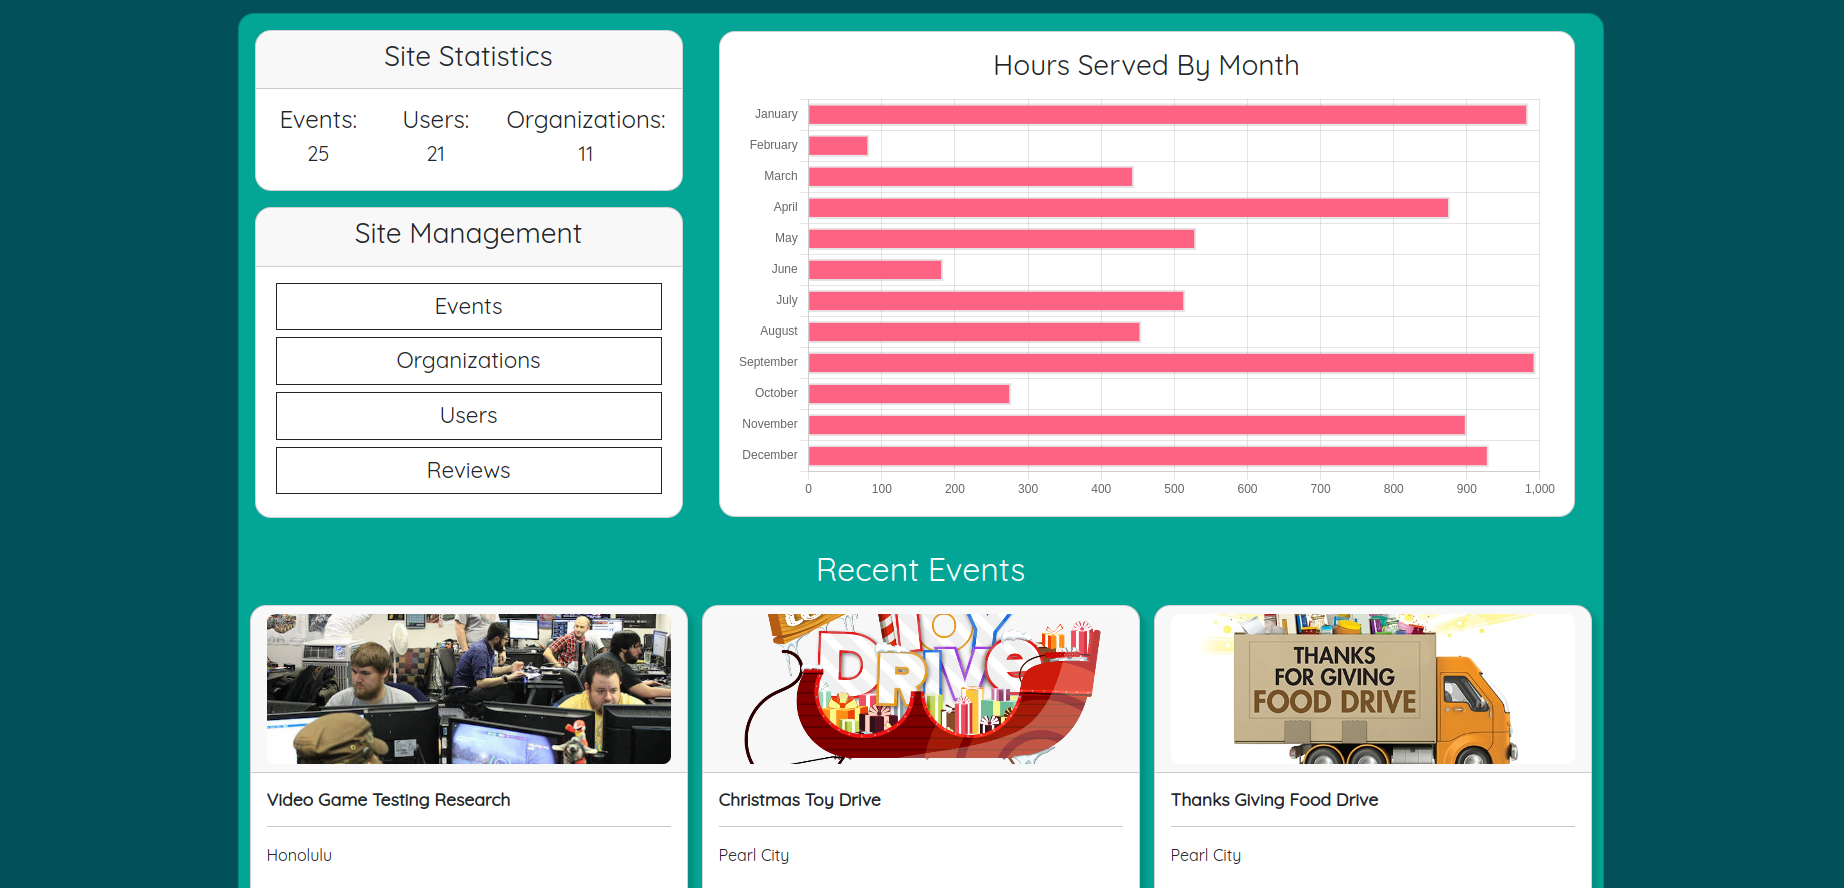 Site Statistics
Events:
25
Users:
21
Organizations:
11
Site Management
Events
Organizations
Users
Reviews
Hours Served By Month
January
February
March
April
May
June
July
August
September
October
November
December
0 100 200 300 400 500 600 700 800 900 1,000
Recent Events
Video Game Testing Research
Honolulu
TOY
DRIVE
Christmas Toy Drive
Pearl City
THANKS
FOR GIVING
FOOD DRIVE
Thanks Giving Food Drive
Pearl City